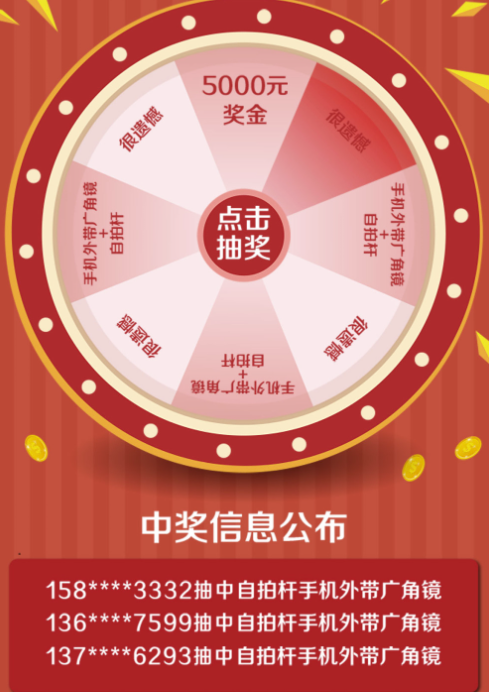 5000元
奖金
很遗憾
很遗憾
手机外带广角镜
+
自拍杆
点击
抽奖
手机外带广角镜
+
自拍杆
很遗憾
很遗憾
手机外带广角镜
+
自拍杆
中奖信息公布
158****3332抽中自拍杆手机外带广角镜
136****7599抽中自拍杆手机外带广角镜
137****6293抽中自拍杆手机外带广角镜